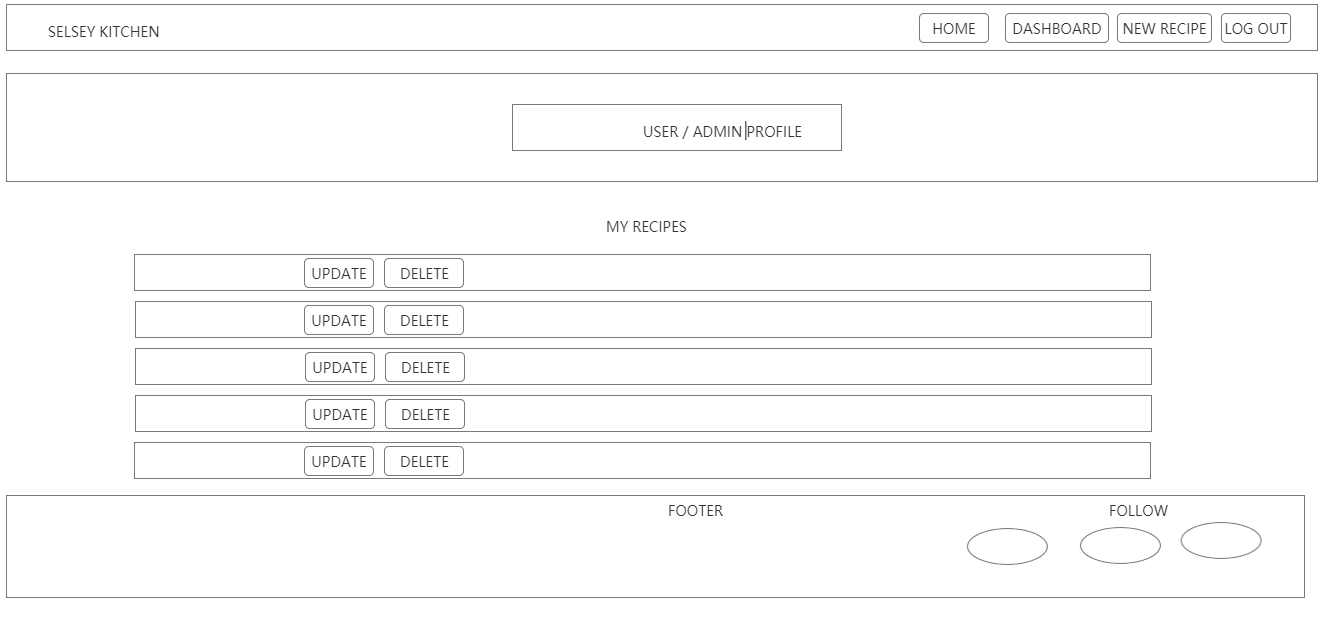 SELSEY KITCHEN HOME DASHBOARD NEW RECIPE LOG OUT
USER / ADMIN PROFILE
MY RECIPES
UPDATE DELETE
UPDATE DELETE
UPDATE DELETE
UPDATE DELETE
UPDATE DELETE
FOOTER FOLLOW